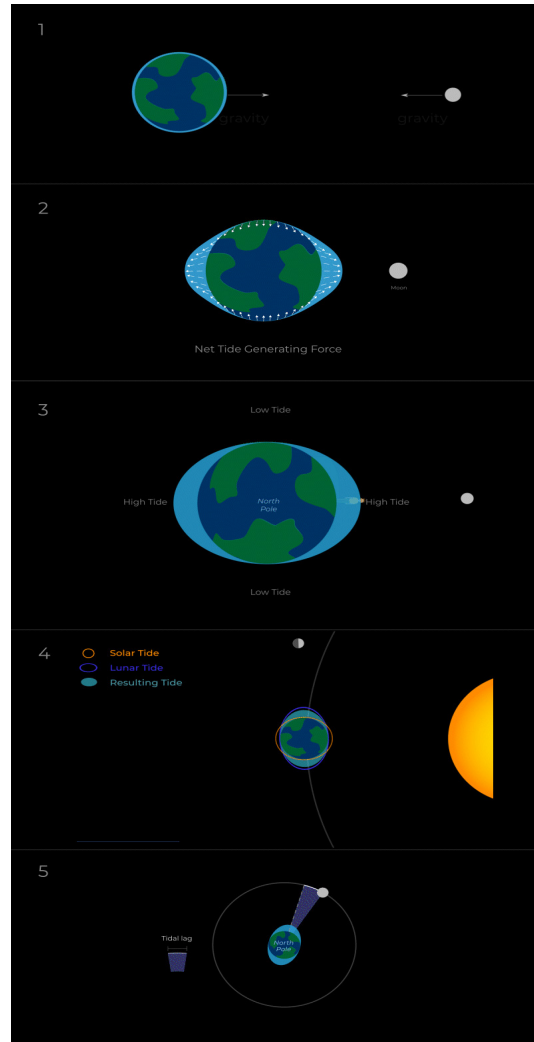 1
gravity
gravity
2
Moon
Net Tide Generating Force
3
Low Tide
High Tide
North
Pole
High Tide
Low Tide
4
Solar Tide
Lunar Tide
Resulting Tide
5
Tidal lag
North
Pole